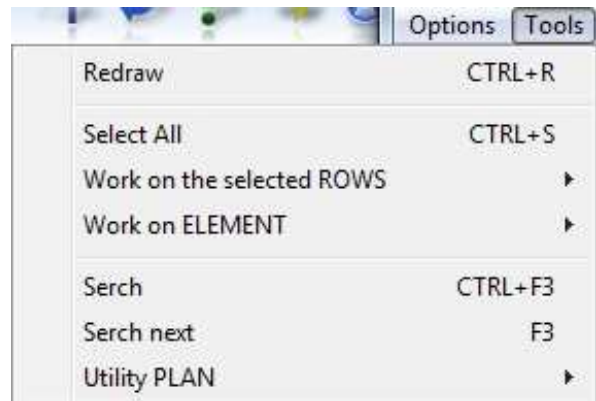 Options Tools
Redraw CTRL+R
Select All CTRL+S
Work on the selected ROWS
Work on ELEMENT
Serch CTRL+F3
Serch next F3
Utility PLAN